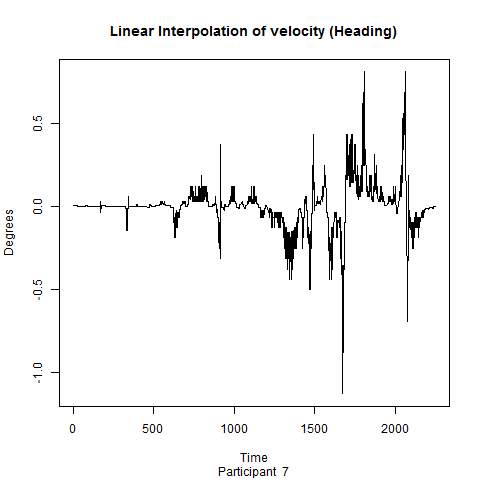 Linear Interpolation of velocity (Heading)
Degrees
0.5
0.0
-0.5
-1.0
0
500
1000
1500
2000
Time
Participant 7